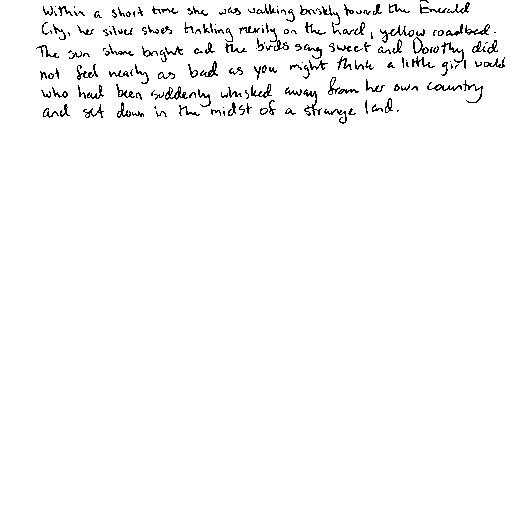 Within a short time she was walking briskly toward the Emerald
City, her silver shoes tinkling merrily on the hard, yellow roadbed.
The sun shone bright and the birds sang sweet and Dorothy did
not feel nearly as bad as you might think a little girl would
who had been suddenly whisked away from her own country
and set down in the midst of a strange land.